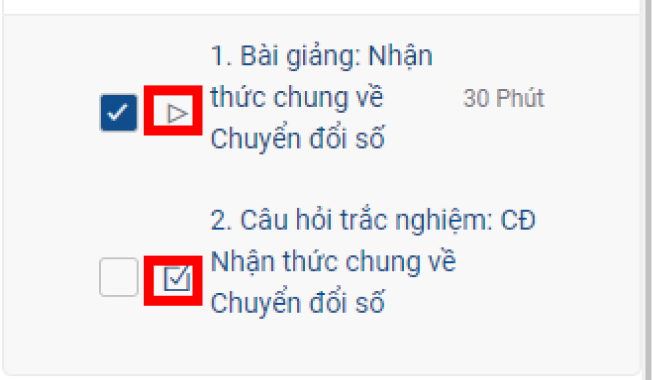 1. Bài giảng: Nhận
thức chung về
30 Phút
Chuyển đổi số
2. Câu hỏi trắc nghiệm: CĐ
Nhận thức chung về
Chuyển đổi số